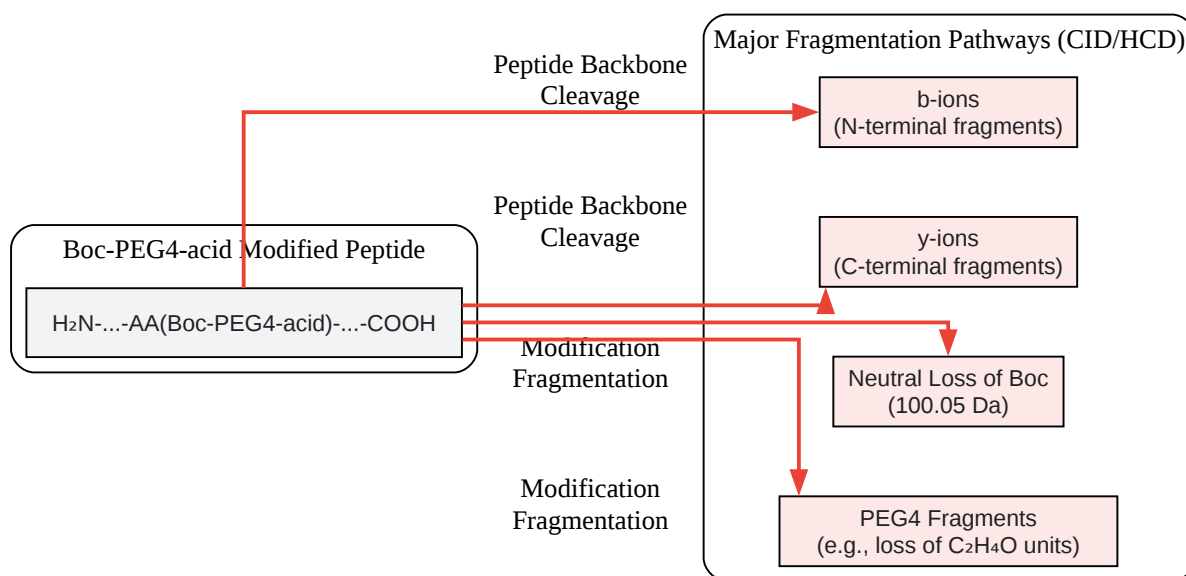 Major Fragmentation Pathways (CID/HCD)
Peptide Backbone
Cleavage
b-ions
(N-terminal fragments)
Peptide Backbone
Cleavage
y-ions
(C-terminal fragments)
Boc-PEG4-acid Modified Peptide
H₂N-...-AA(Boc-PEG4-acid)-...-COOH
Modification
Fragmentation
Neutral Loss of Boc
(100.05 Da)
Modification
Fragmentation
PEG4 Fragments
(e.g., loss of C₂H₄O units)